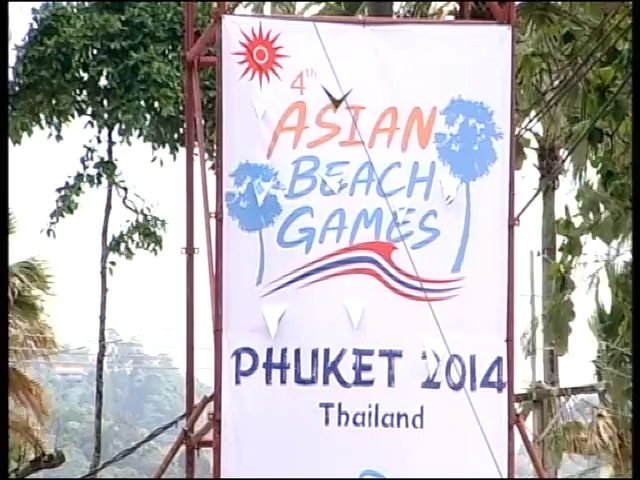 4th
ASIAN
BEACH
GAMES
PHUKET 2014
Thailand